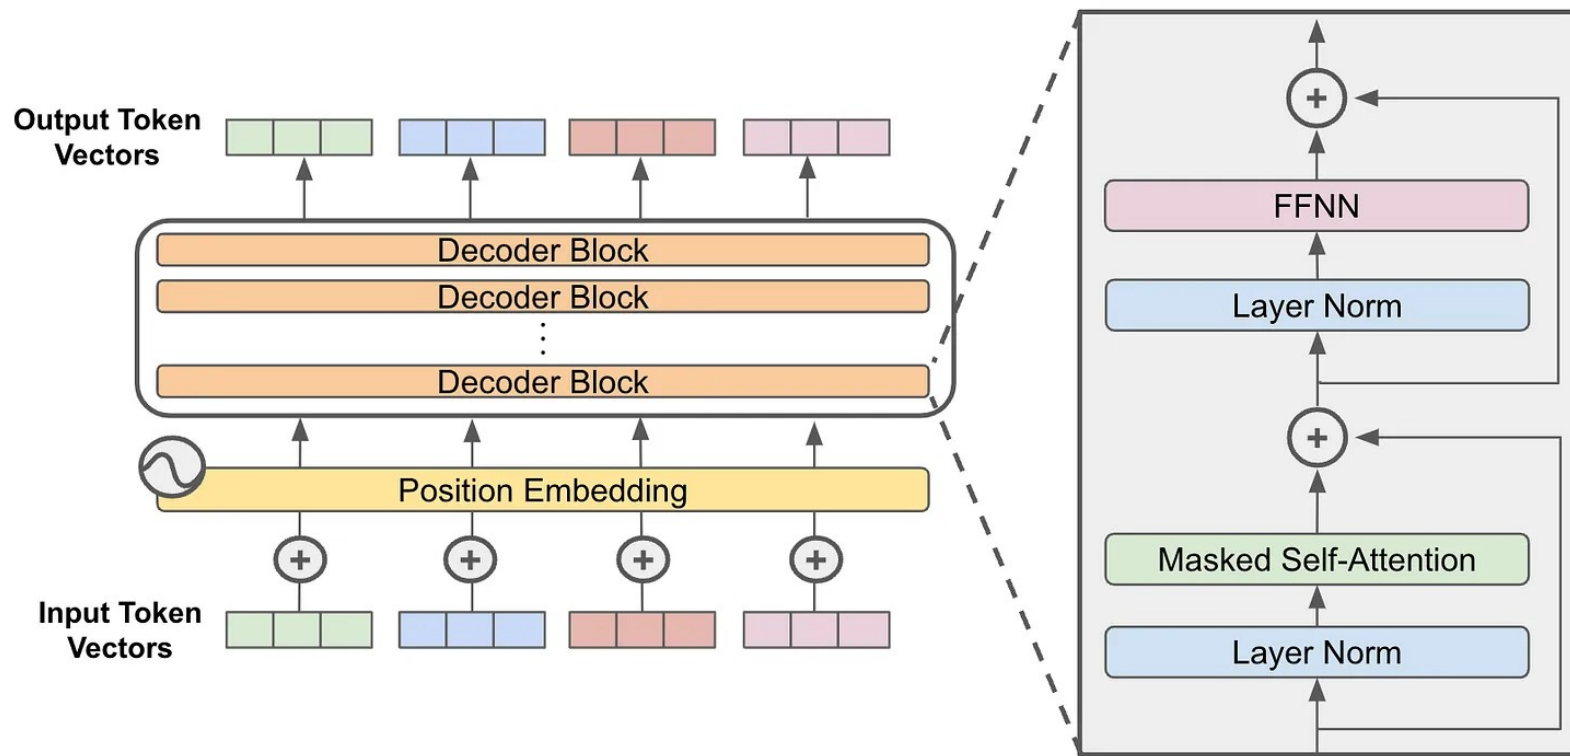 Output Token
Vectors
Decoder Block
Decoder Block
Decoder Block
Position Embedding
Input Token
Vectors
FFNN
Layer Norm
Masked Self-Attention
Layer Norm